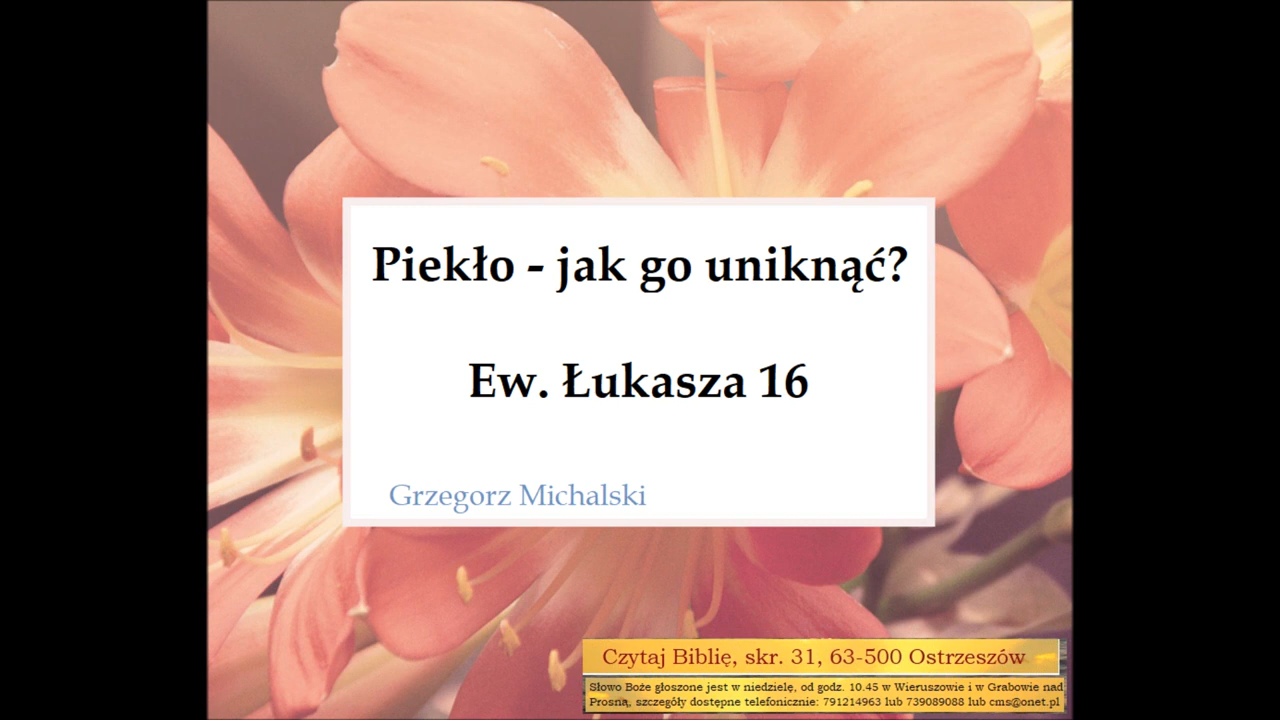 Piekło - jak go uniknąć?
Ew. Łukasza 16
Grzegorz Michalski
Czytaj Biblię, skr. 31, 63-500 Ostrzeszów
Słowo Boże głoszone jest w niedzielę, od godz. 10.45 w Wieruszowie i w Grabowie nad
Prosną, szczegóły dostępne telefonicznie: 791214963 lub 739089088 lub cms@onet.pl